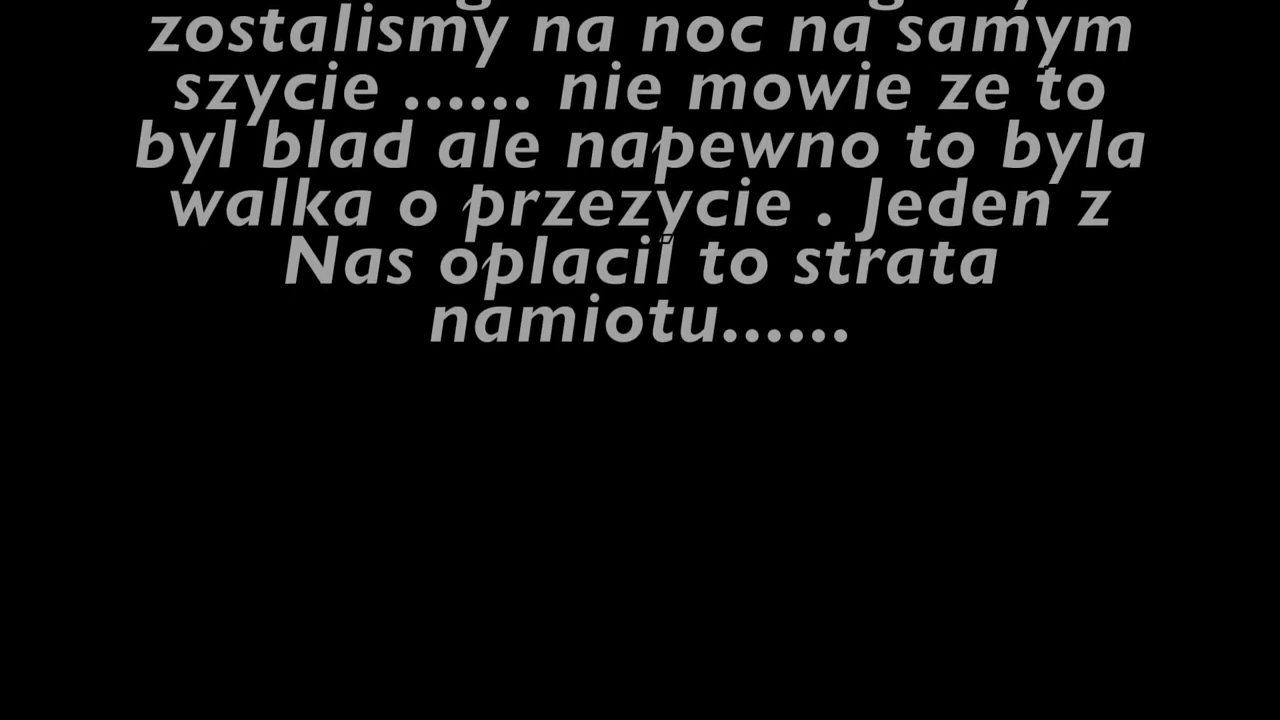 zostalismy na noc na samym
szycie ...... nie mowie ze to
byl blad ale napewno to byla
walka o przezycie . Jeden z
Nas oplacil to strata
namiotu......